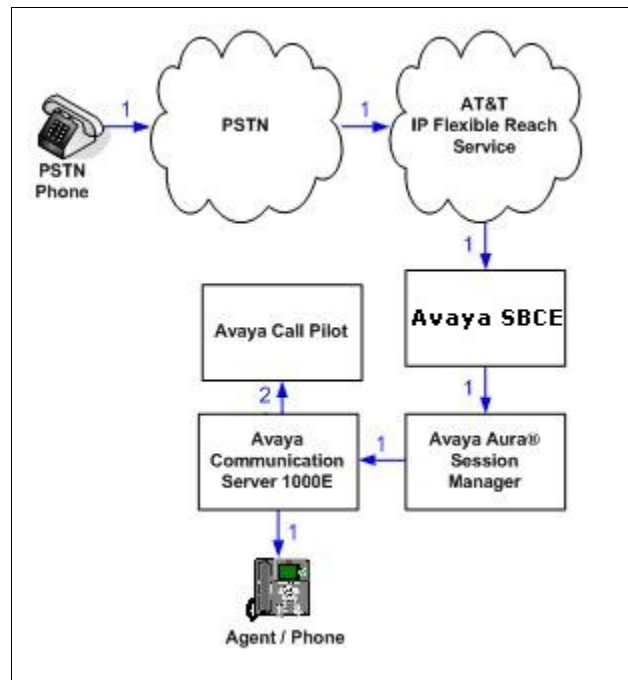 1
PSTN
Phone
PSTN
1
AT&T
IP Flexible Reach
Service
1
Avaya SBCE
1
Avaya Aura®
Session
Manager
1
Avaya
Communication
Server 1000E
2
Avaya Call Pilot
1
Agent / Phone